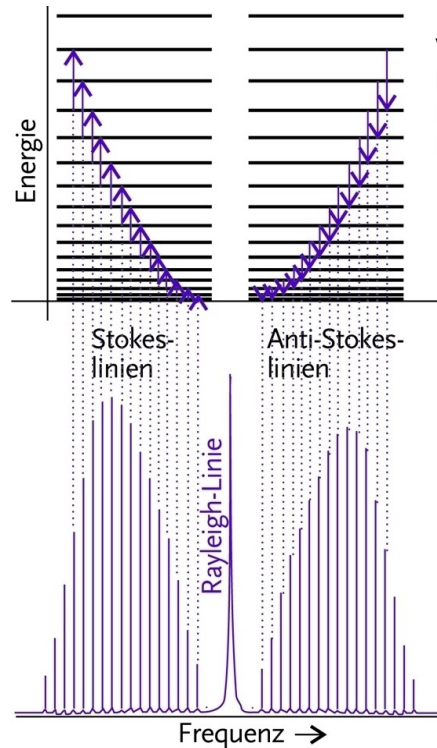 Energie
Stokes-
linien
Anti-Stokes-
linien
Rayleigh-Linie
Frequenz →